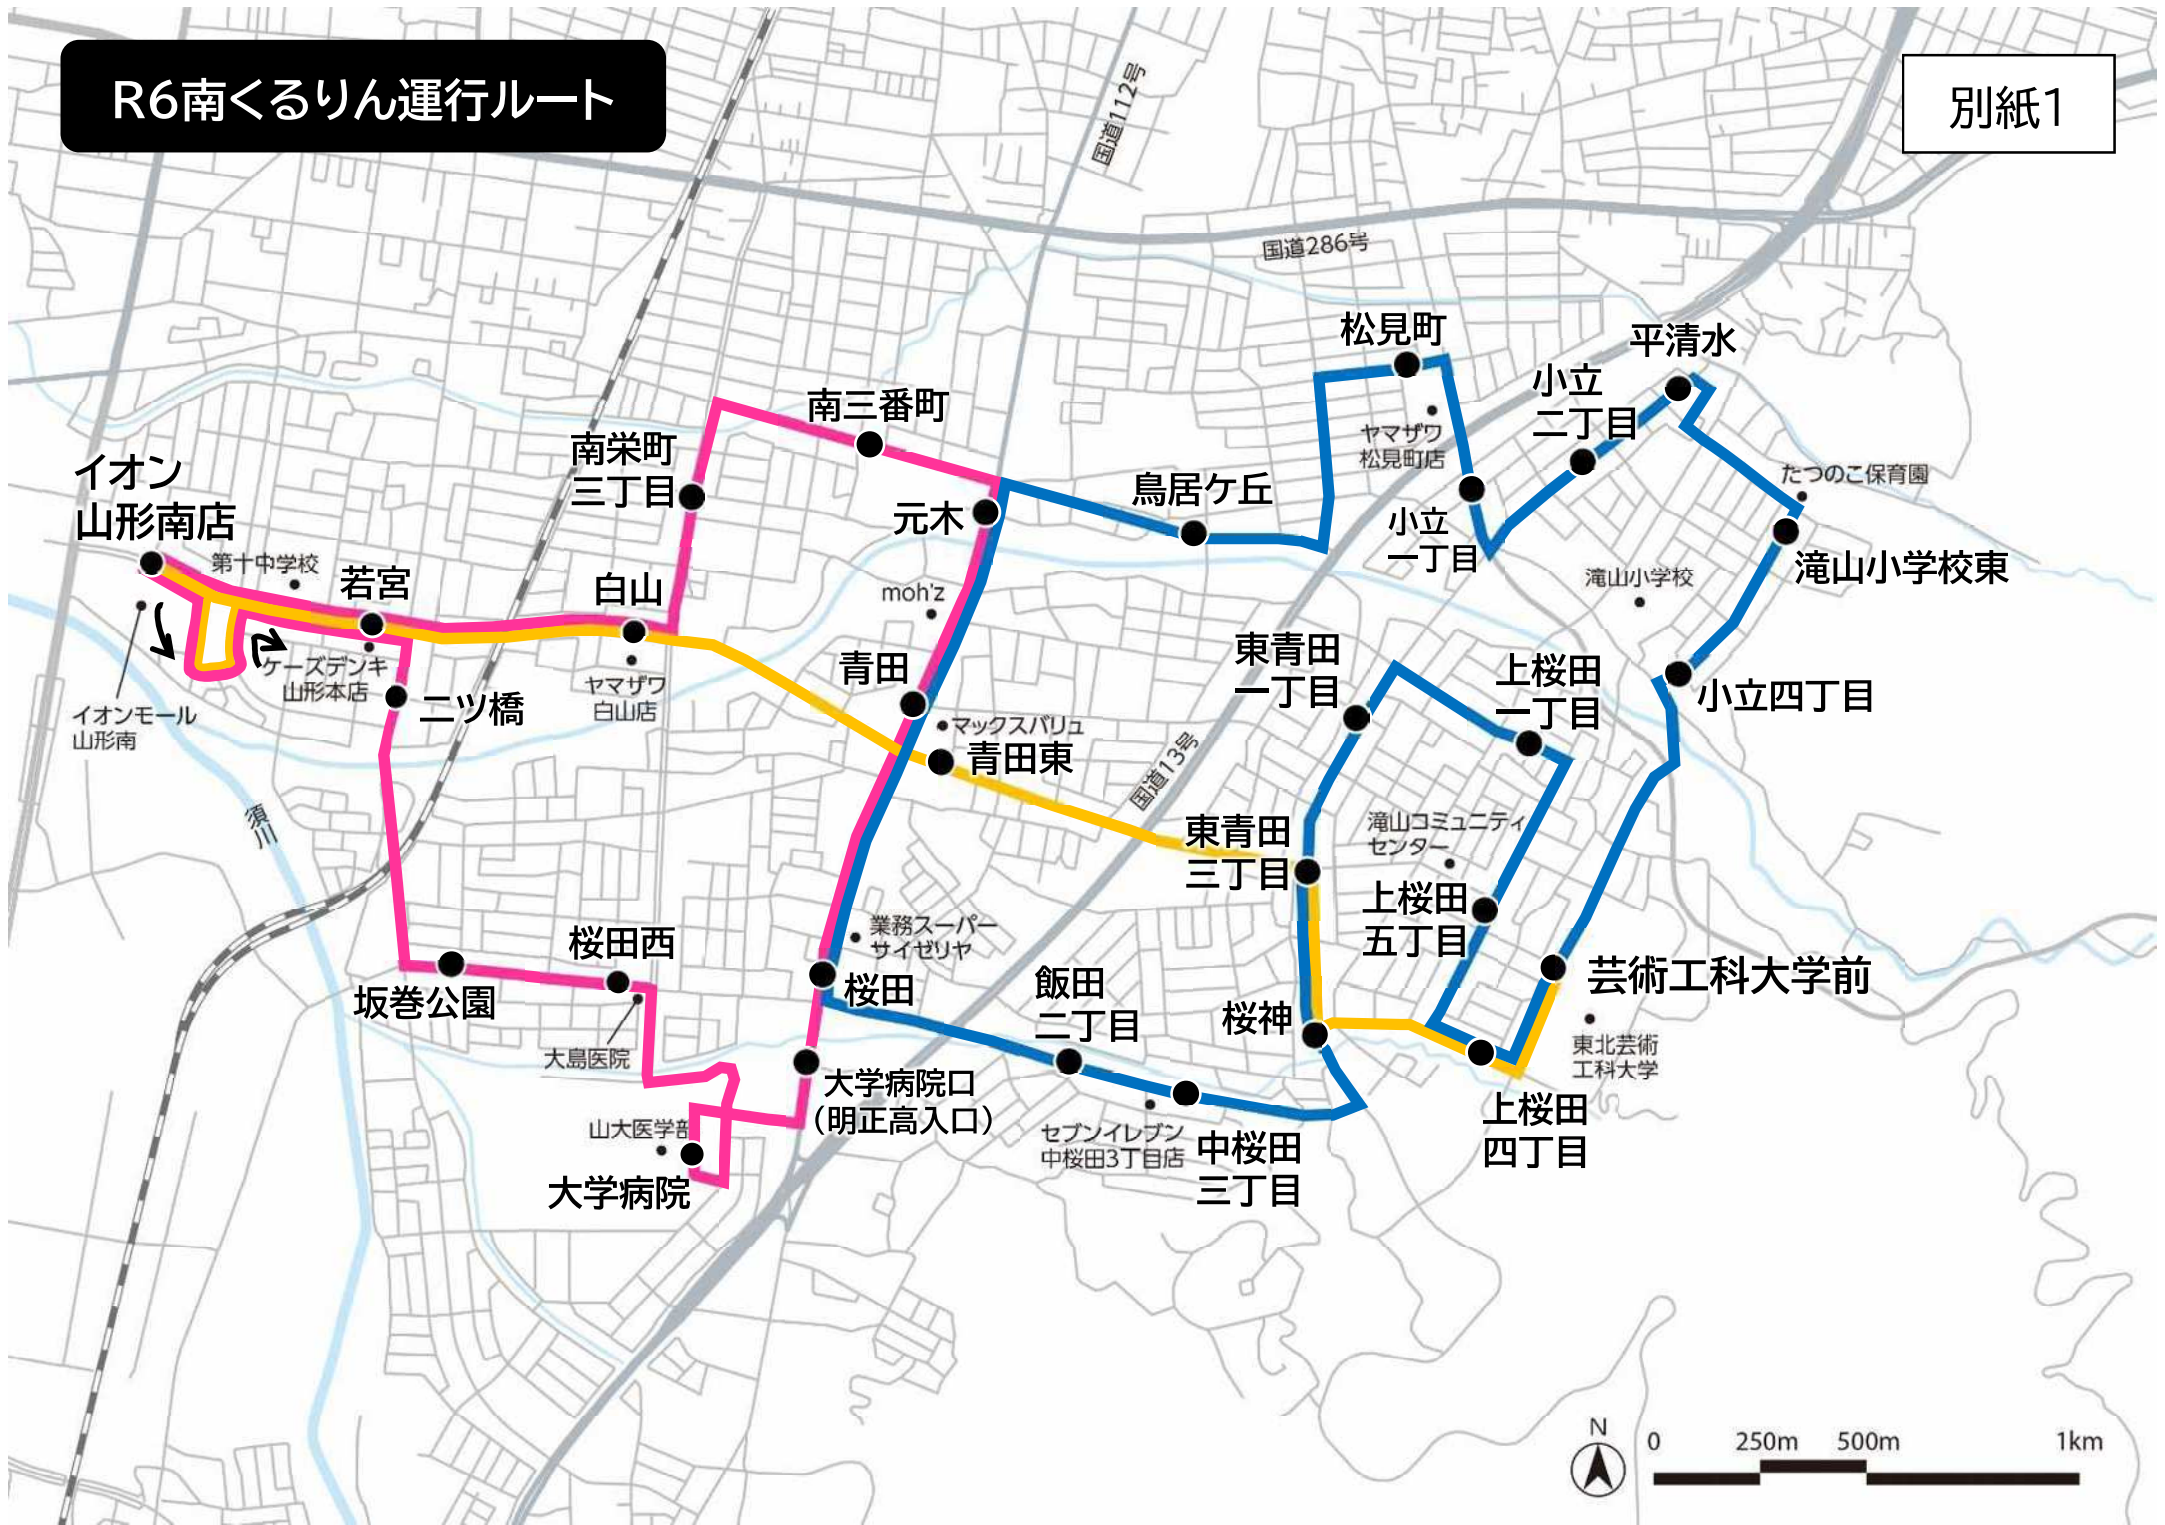 R6南くるりん運行ルート
別紙1
国道112号
国道286号
松見町
平清水
小立
二丁目
南三番町
南栄町
三丁目
ヤマザワ
松見町店
イオン
山形南店
鳥居ケ丘
たつのこ保育園
元木
小立
一丁目
第十中学校
若宮
白山
moh'z
滝山小学校
滝山小学校東
東青田
一丁目
上桜田
一丁目
ケーズデンキ
山形本店
青田
小立四丁目
ヤマザワ
白山店
二ツ橋
イオンモール
山形南
マックスバリュ
青田東
国道13号
須川
東青田
三丁目
滝山コミュニティ
センター
上桜田
五丁目
業務スーパー
サイゼリヤ
桜田西
坂巻公園
桜田
飯田
二丁目
桜神
芸術工科大学前
大島医院
東北芸術
工科大学
大学病院口
（明正高入口）
山大医学部
セブンイレブン
中桜田3丁目店
中桜田
三丁目
上桜田
四丁目
大学病院
N
0 250m 500m 1km